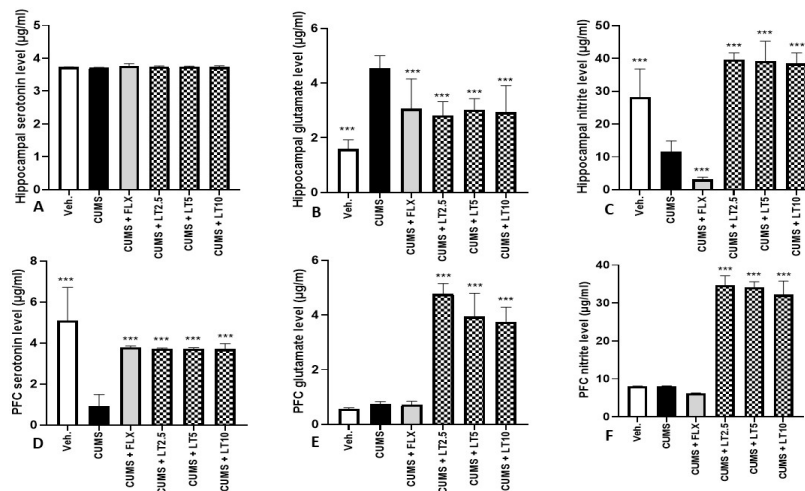 Hippocampal serotonin level (µg/ml)
5
4
3
2
1
0
A
Veh.
CUMS
CUMS + FLX
CUMS + LT2.5
CUMS + LT5
CUMS + LT10
Hippocampal glutamate level (µg/ml)
6
4
2
0
***
***
***
***
***
B
Veh.
CUMS
CUMS + FLX
CUMS + LT2.5
CUMS + LT5
CUMS + LT10
Hippocampal nitrite level (µg/ml)
50
40
30
20
10
0
***
***
***
***
***
C
Veh.
CUMS
CUMS + FLX
CUMS + LT2.5
CUMS + LT5
CUMS + LT10
PFC serotonin level (µg/ml)
8
6
4
2
0
***
***
***
***
***
D
Veh.
CUMS
CUMS + FLX
CUMS + LT2.5
CUMS + LT5
CUMS + LT10
PFC glutamate level (µg/ml)
6
4
2
0
***
***
***
E
Veh.
CUMS
CUMS + FLX
CUMS + LT2.5
CUMS + LT5
CUMS + LT10
PFC nitrite level (µg/ml)
40
30
20
10
0
***
***
***
F
Veh.
CUMS
CUMS + FLX
CUMS + LT2.5
CUMS + LT5
CUMS + LT10